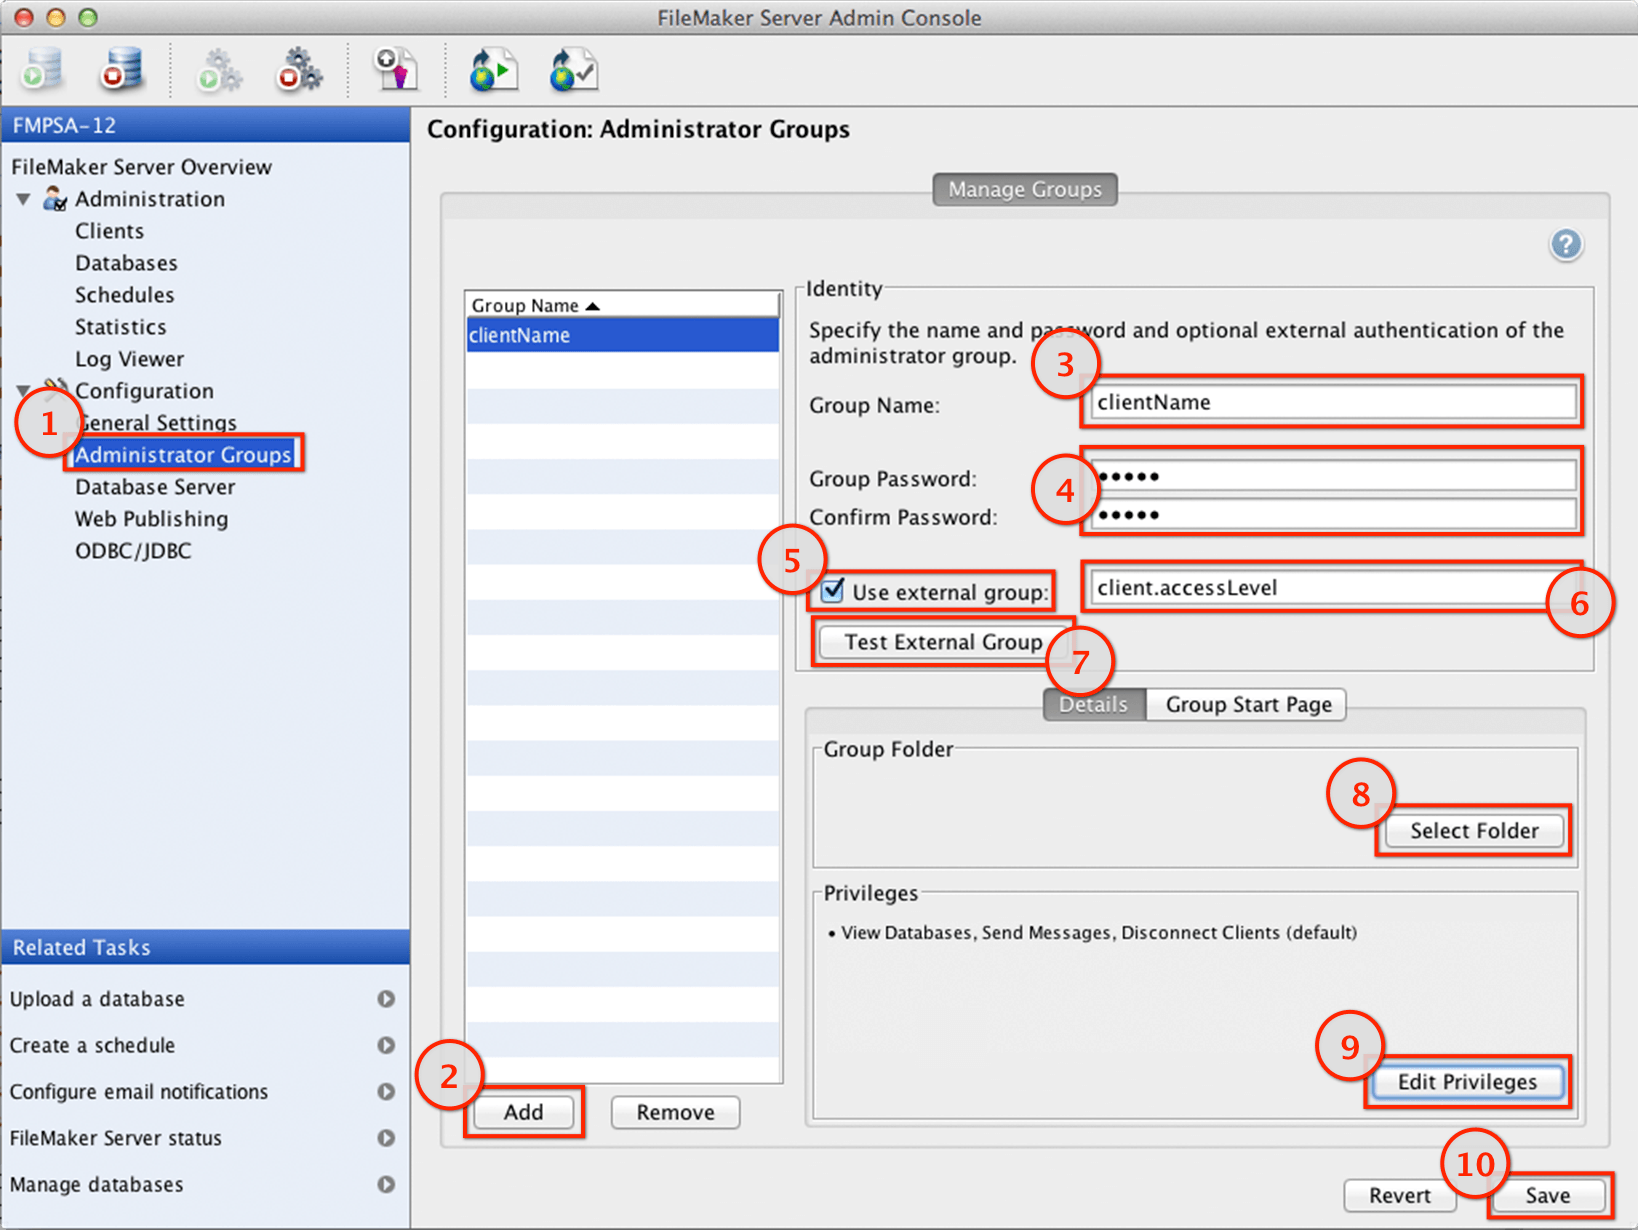 FileMaker Server Admin Console
FMPSA-12
FileMaker Server Overview
Administration
Clients
Databases
Schedules
Statistics
Log Viewer
Configuration
1
General Settings
Administrator Groups
Database Server
Web Publishing
ODBC/JDBC
Related Tasks
Upload a database
Create a schedule
Configure email notifications
FileMaker Server status
Manage databases
Configuration: Administrator Groups
Manage Groups
?
Group Name
clientName
2
Add
Remove
Identity
Specify the name and password and optional external authentication of the
administrator group.
3
Group Name:
clientName
4
Group Password:
•••••
Confirm Password:
•••••
5
Use external group:
client.accessLevel
6
Test External Group
7
Details
Group Start Page
Group Folder
8
Select Folder
Privileges
• View Databases, Send Messages, Disconnect Clients (default)
9
Edit Privileges
10
Revert
Save